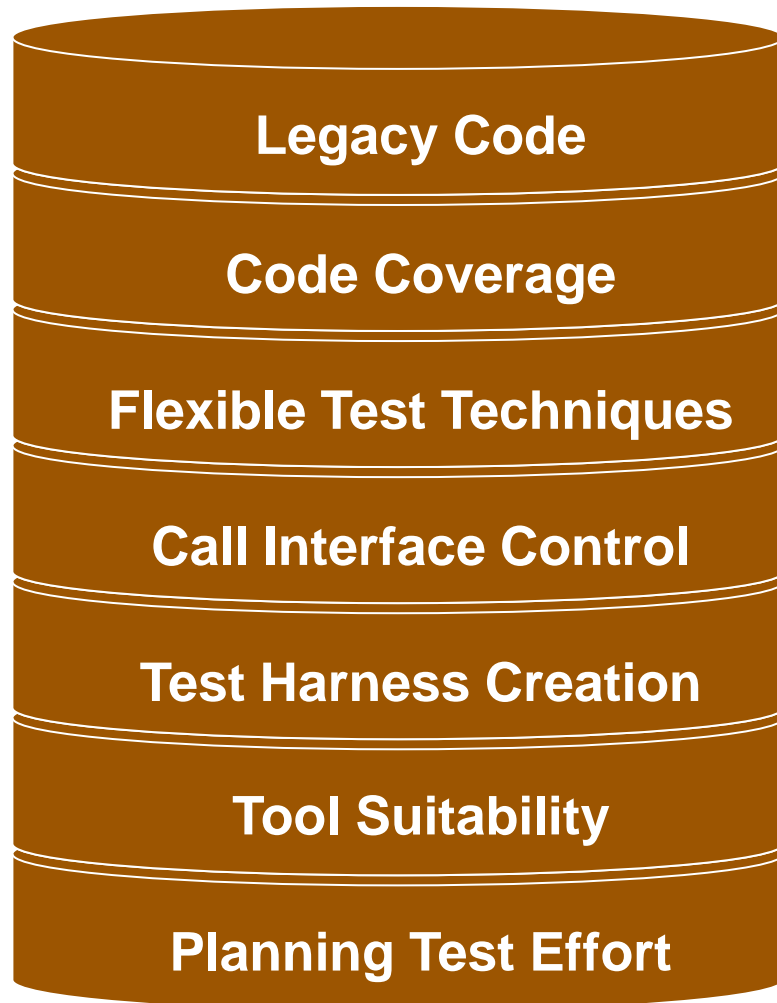 Legacy Code
Code Coverage
Flexible Test Techniques
Call Interface Control
Test Harness Creation
Tool Suitability
Planning Test Effort